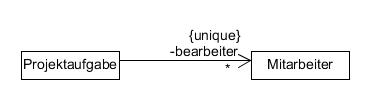 {unique}
-bearbeiter
Projektaufgabe
*
Mitarbeiter